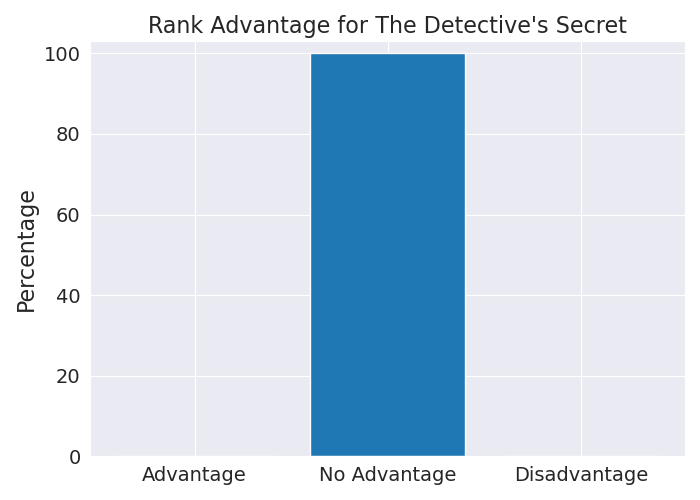 Rank Advantage for The Detective's Secret
Percentage
100
80
60
40
20
0
Advantage
No Advantage
Disadvantage